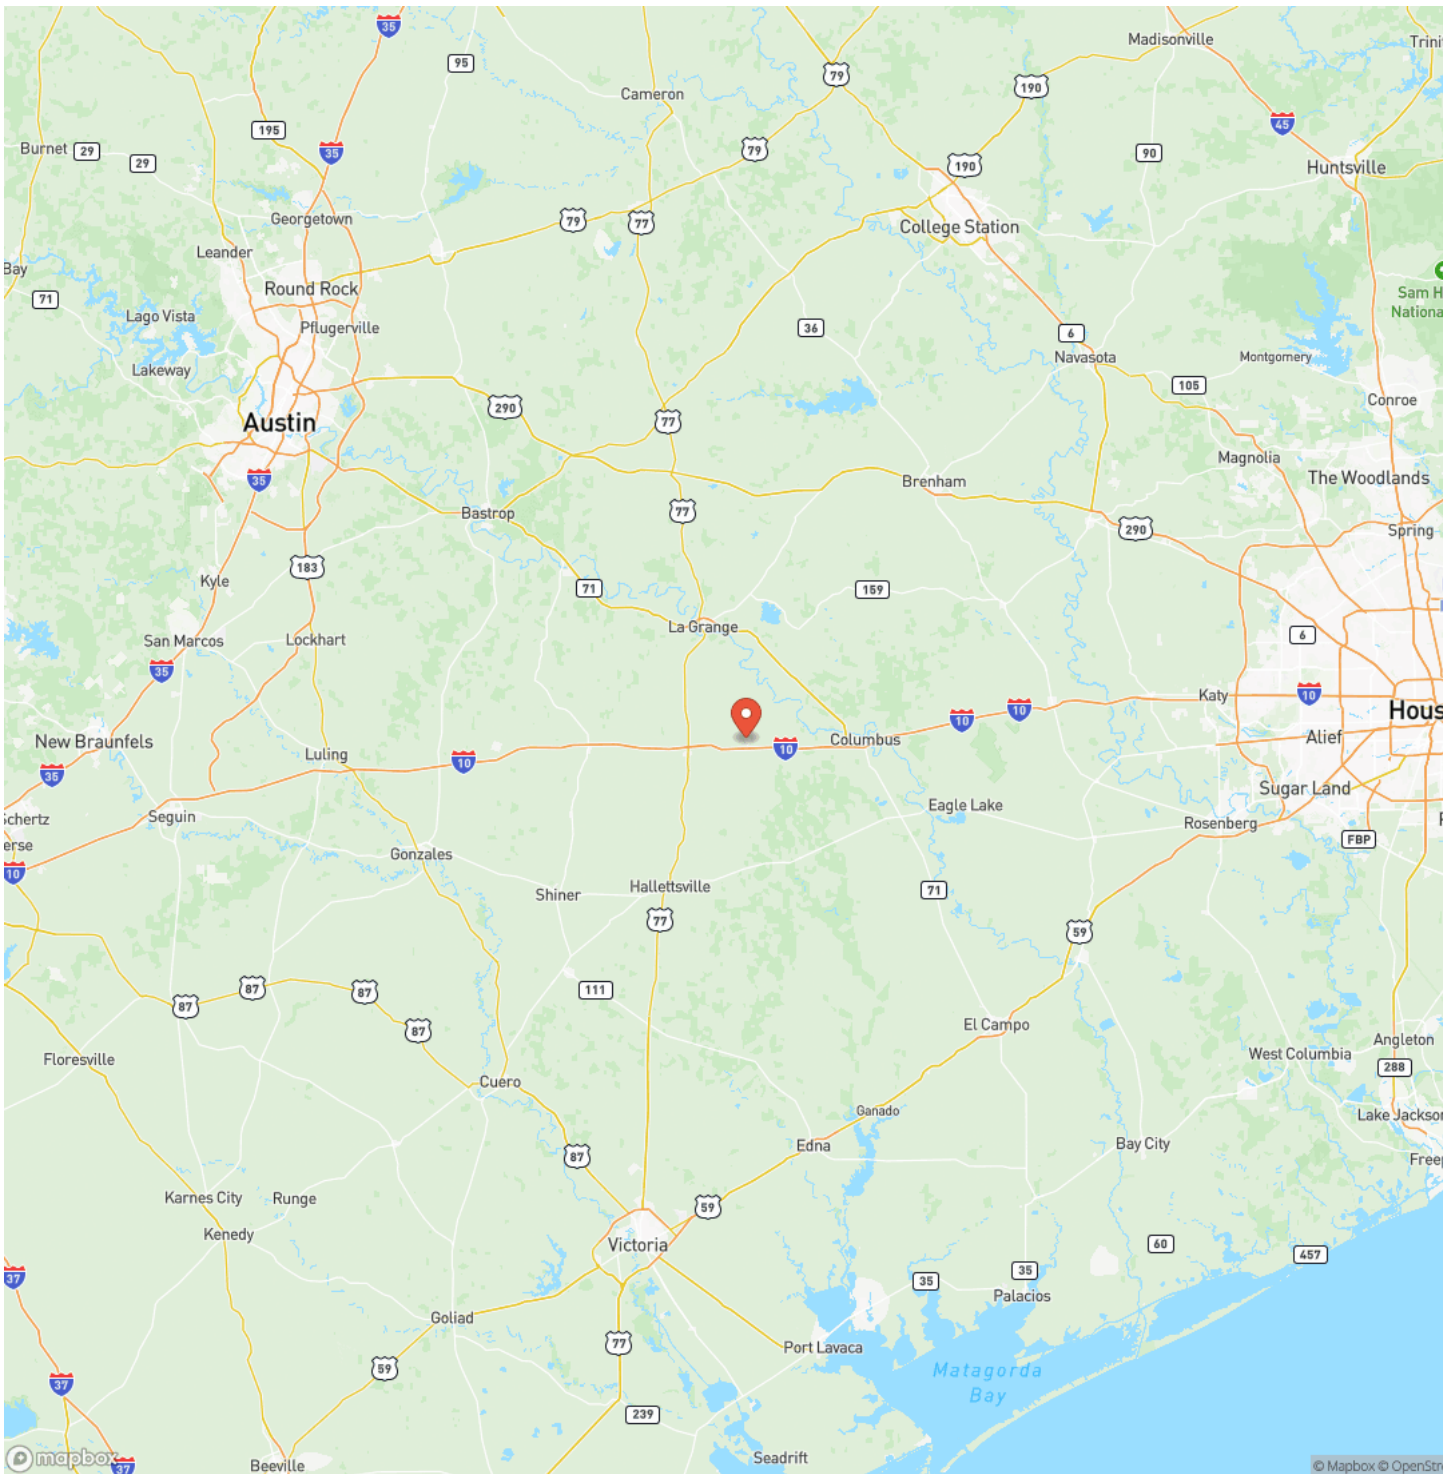 35
Madisonville
Trini
95
79
190
Cameron
45
195
35
79
90
Burnet
29
29
190
Huntsville
Georgetown
79
77
College Station
Leander
Bay
Round Rock
71
Sam H
National
Lago Vista
Pflugerville
36
6
Navasota
Montgomery
Lakeway
105
290
Conroe
Austin
77
Magnolia
35
Brenham
The Woodlands
Bastrop
77
290
Spring
183
Kyle
71
159
La Grange
6
San Marcos
Lockhart
35
Katy
10
10
10
Hous
New Braunfels
Columbus
Alief
Luling
10
10
35
Sugar Land
Eagle Lake
Schertz
Seguin
Rosenberg
erse
FBP
Gonzales
10
Shiner
Hallettsville
71
77
59
87
87
111
87
87
El Campo
Floresville
West Columbia
Angleton
288
Cuero
Ganado
Lake Jackson
Edna
Bay City
87
Freep
Karnes City
Runge
59
Kenedy
Victoria
60
457
37
35
35
Palacios
Goliad
77
Port Lavaca
59
Matagorda
Bay
37
239
mapbox
37
Beeville
Seadrift
© Mapbox © OpenStre